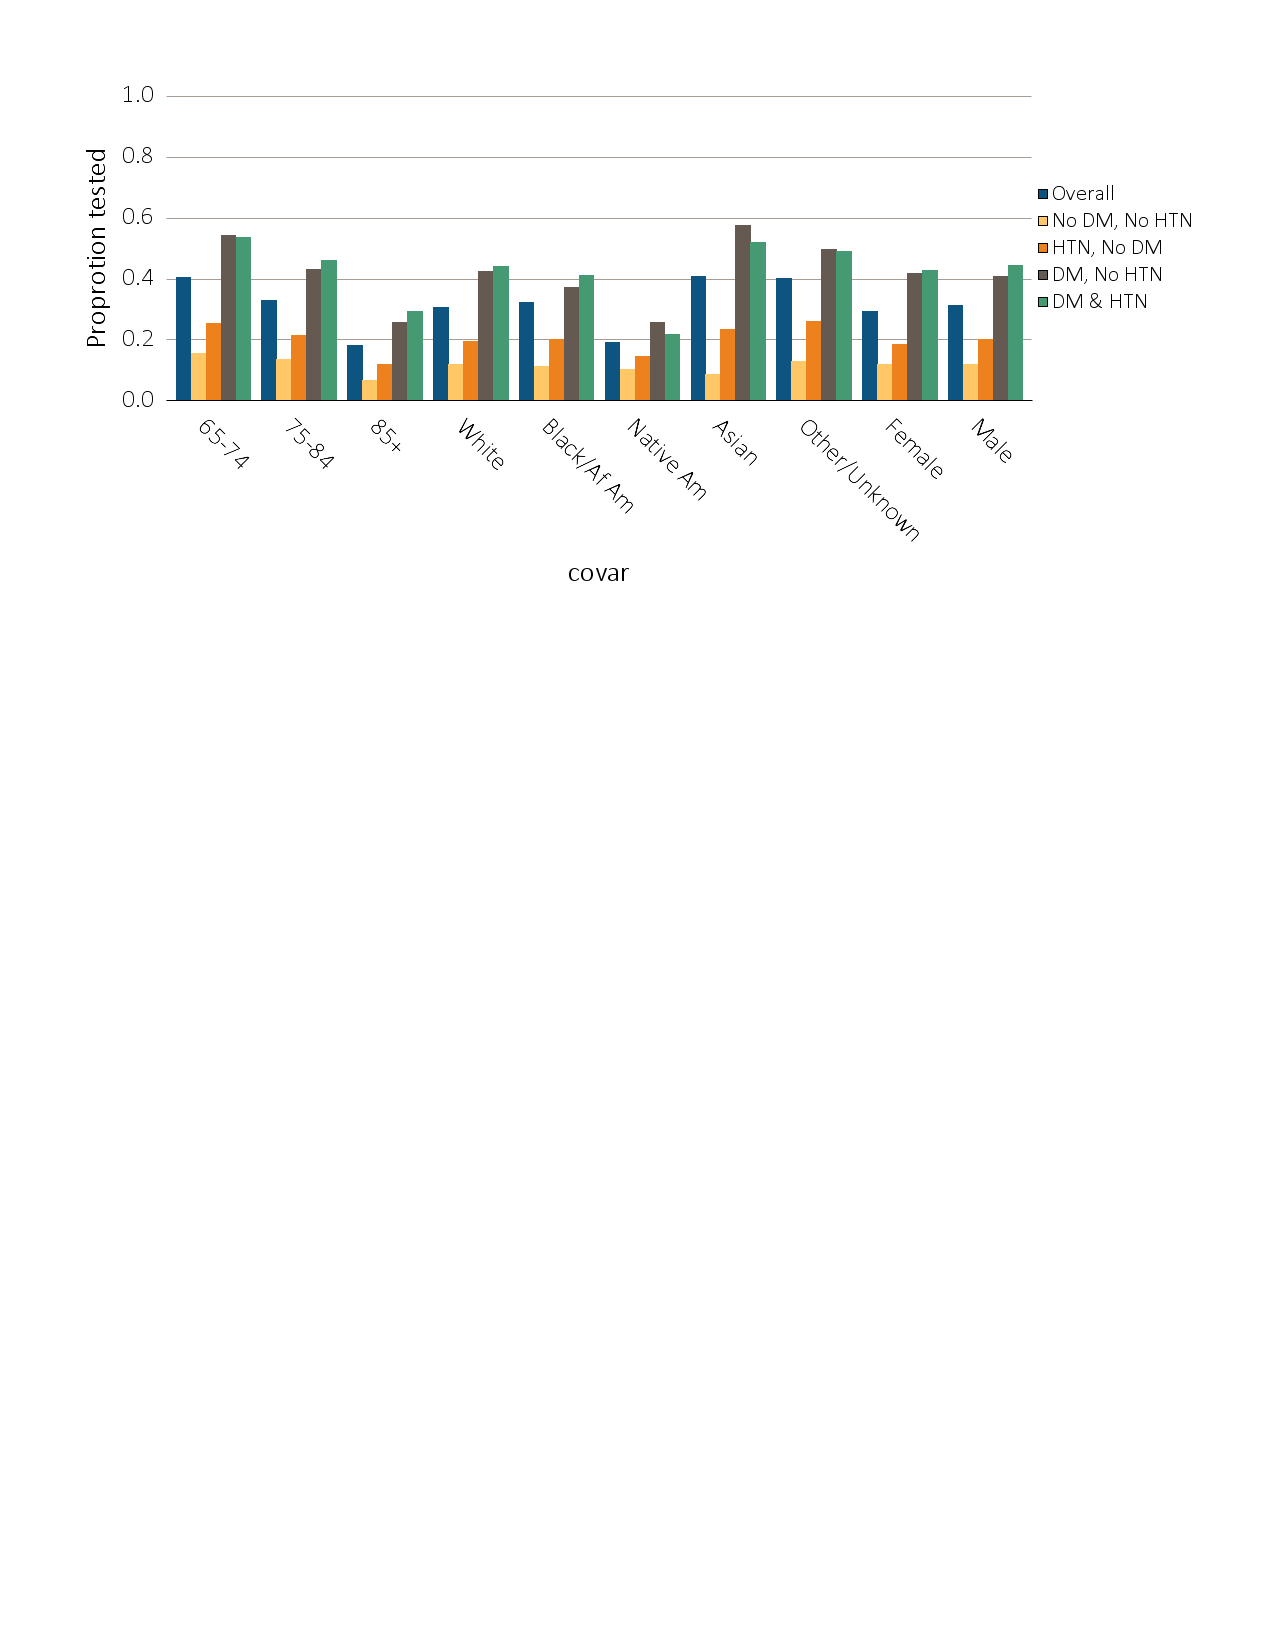 1.0
0.8
0.6
0.4
0.2
0.0
Proprotion tested
65-74
75-84
85+
White
Black/Af Am
Native Am
Asian
Other/Unknown
Female
Male
covar
Overall
No DM, No HTN
HTN, No DM
DM, No HTN
DM & HTN